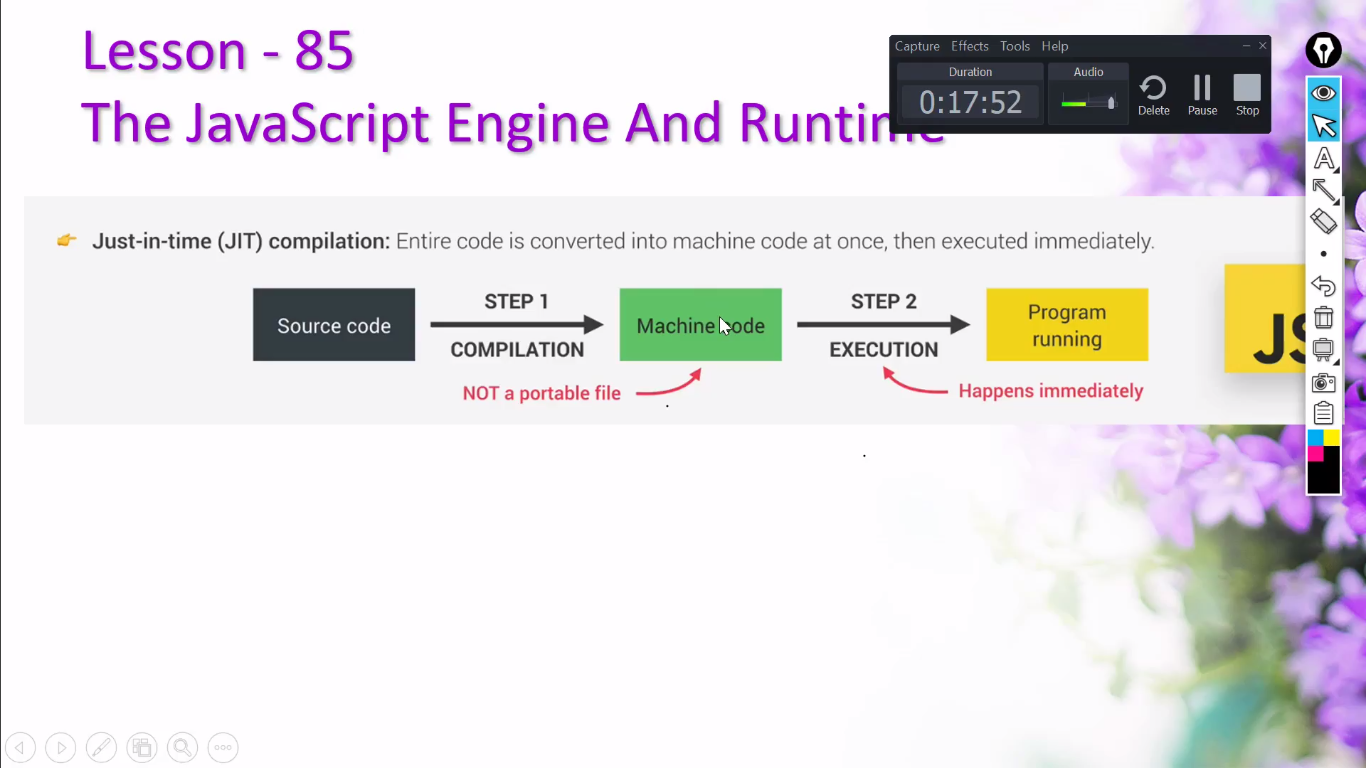 Lesson - 85
The JavaScript Engine And Runtime
Capture Effects Tools Help
Duration
Audio
0:17:52
Delete
Pause
Stop
Just-in-time (JIT) compilation: Entire code is converted into machine code at once, then executed immediately.
Source code
STEP 1
COMPILATION
Machine code
STEP 2
EXECUTION
Program
running
NOT a portable file
Happens immediately
JS
A